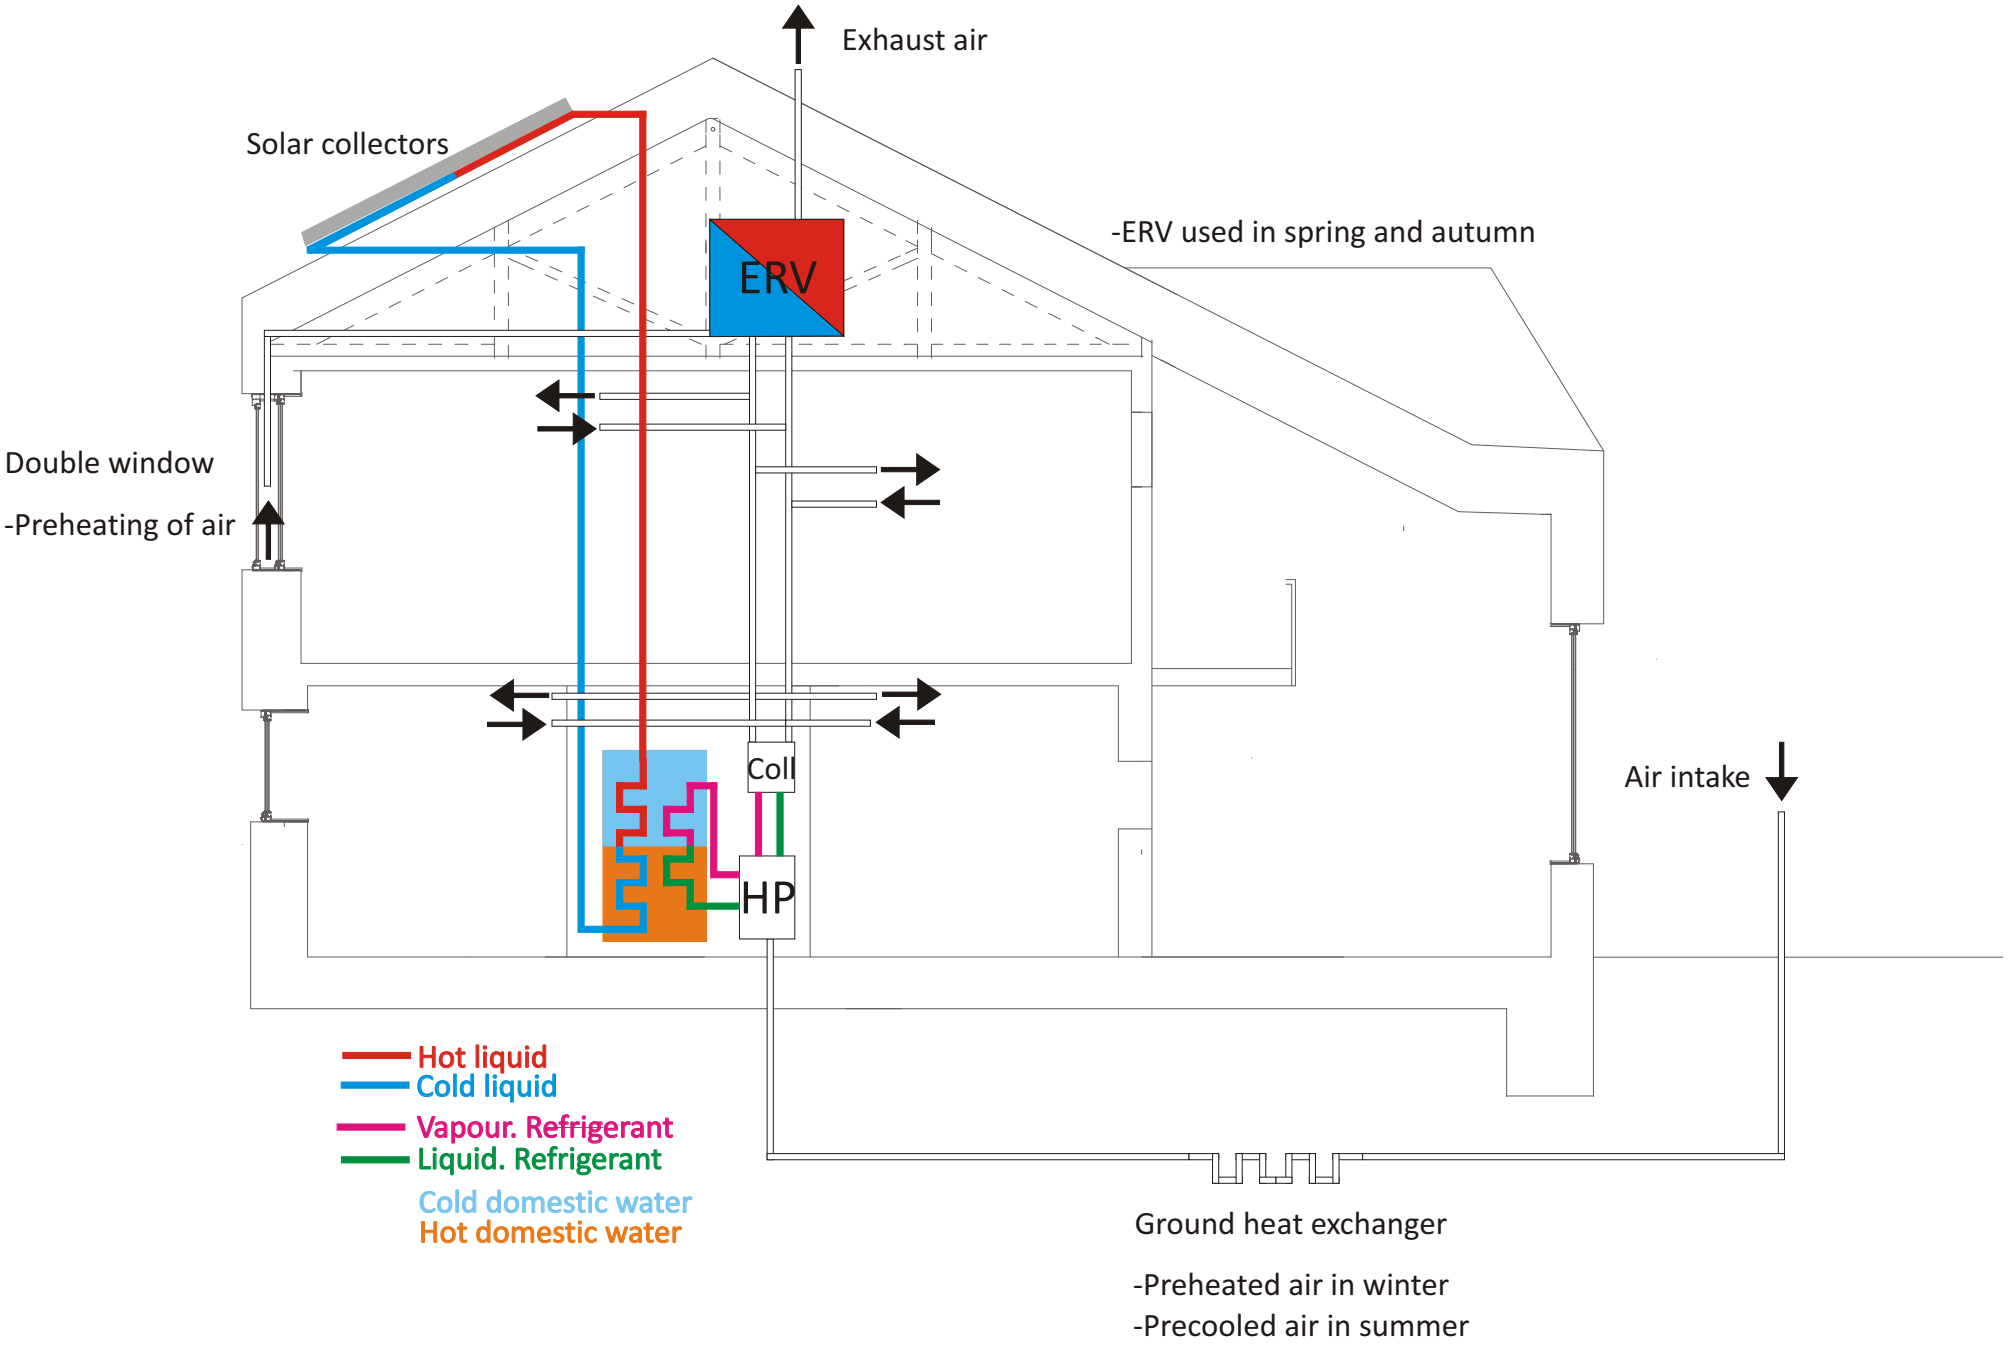 Exhaust air
Solar collectors
-ERV used in spring and autumn
ERV
Double window
-Preheating of air
Coll
Air intake
HP
Hot liquid
Cold liquid
Vapour. Refrigerant
Liquid. Refrigerant
Cold domestic water
Hot domestic water
Ground heat exchanger
-Preheated air in winter
-Precooled air in summer